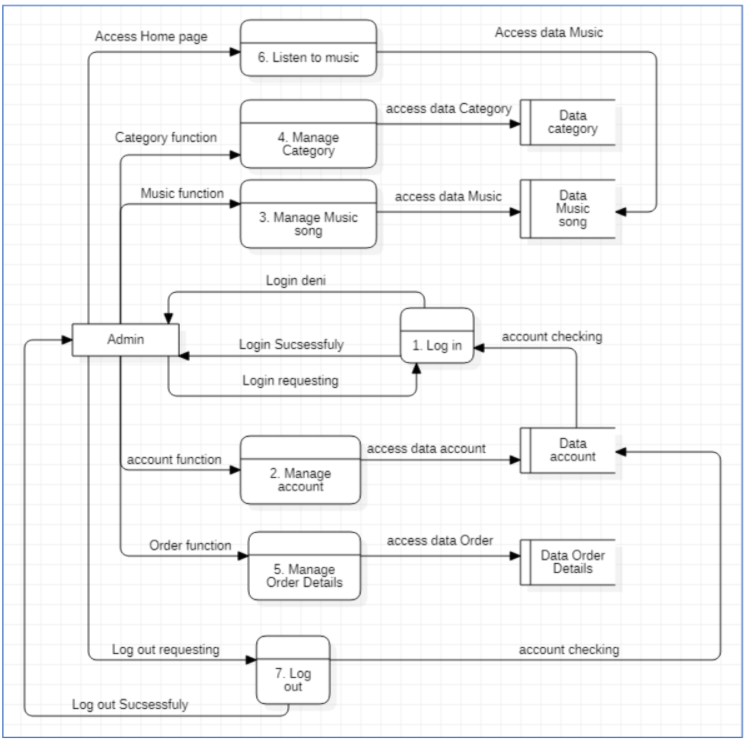 Access Home page
Access data Music
6. Listen to music
access data Category
Data
category
Category function
4. Manage
Category
Music function
access data Music
Data
Music
song
3. Manage Music
song
Login deni
Admin
Login Sucsessfuly
1. Log in
account checking
Login requesting
account function
access data account
Data
account
2. Manage
account
Order function
access data Order
Data Order
Details
5. Manage
Order Details
Log out requesting
account checking
7. Log
out
Log out Sucsessfuly